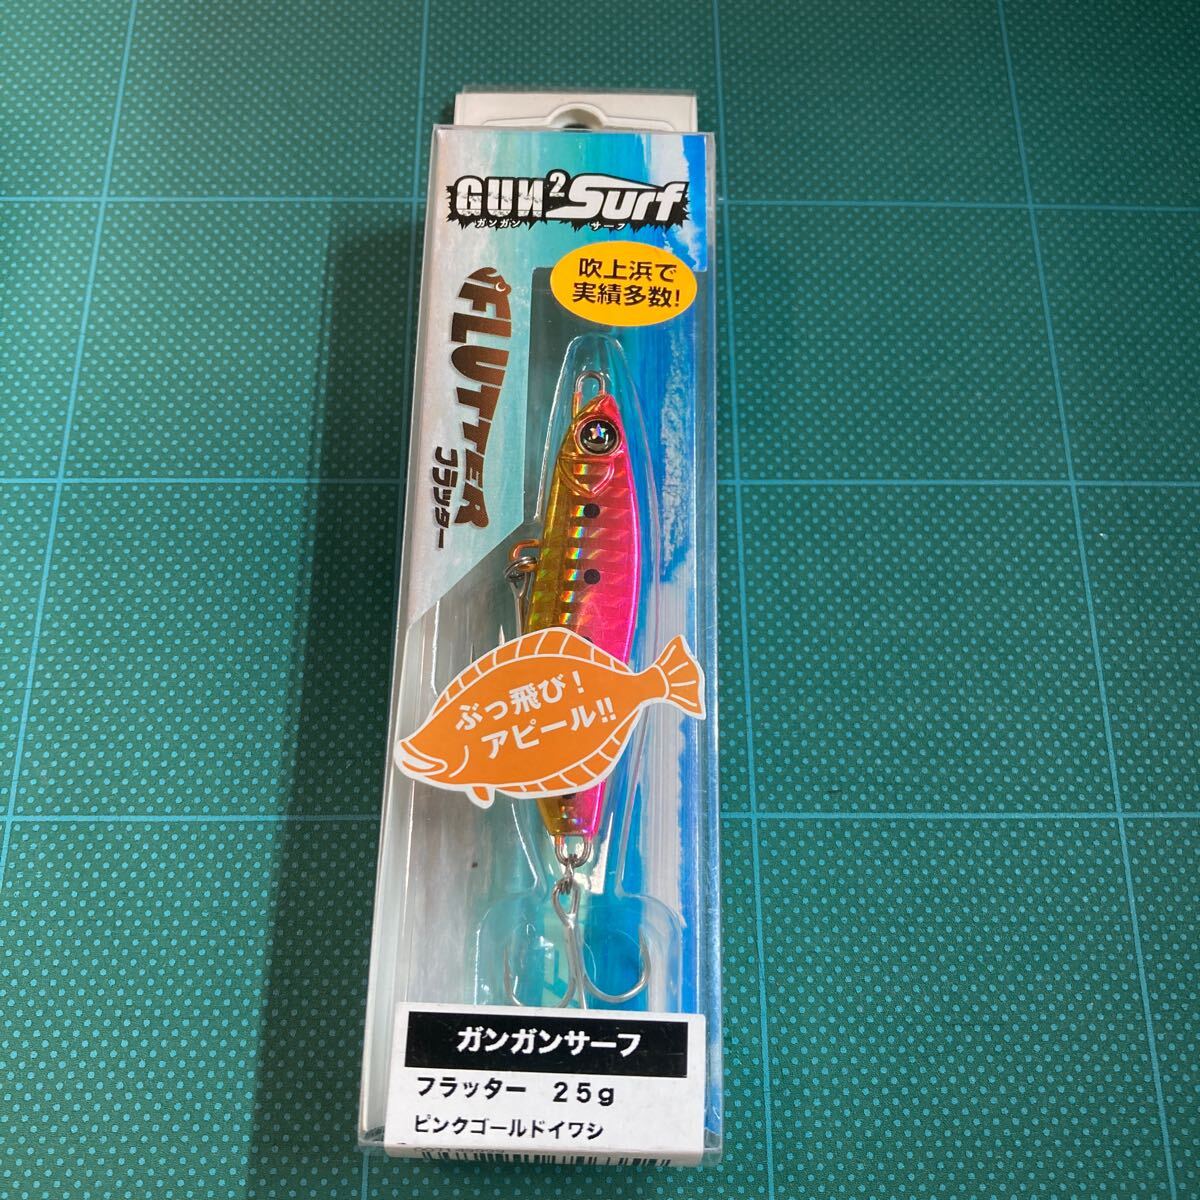 GUN² Surf
ガンガン サーフ
吹上浜で
実績多数!
FLUTTER
フラッター
ぶっ飛び!
アピール!!
ガンガンサーフ
フラッター 25g
ピンクゴールドイワシ